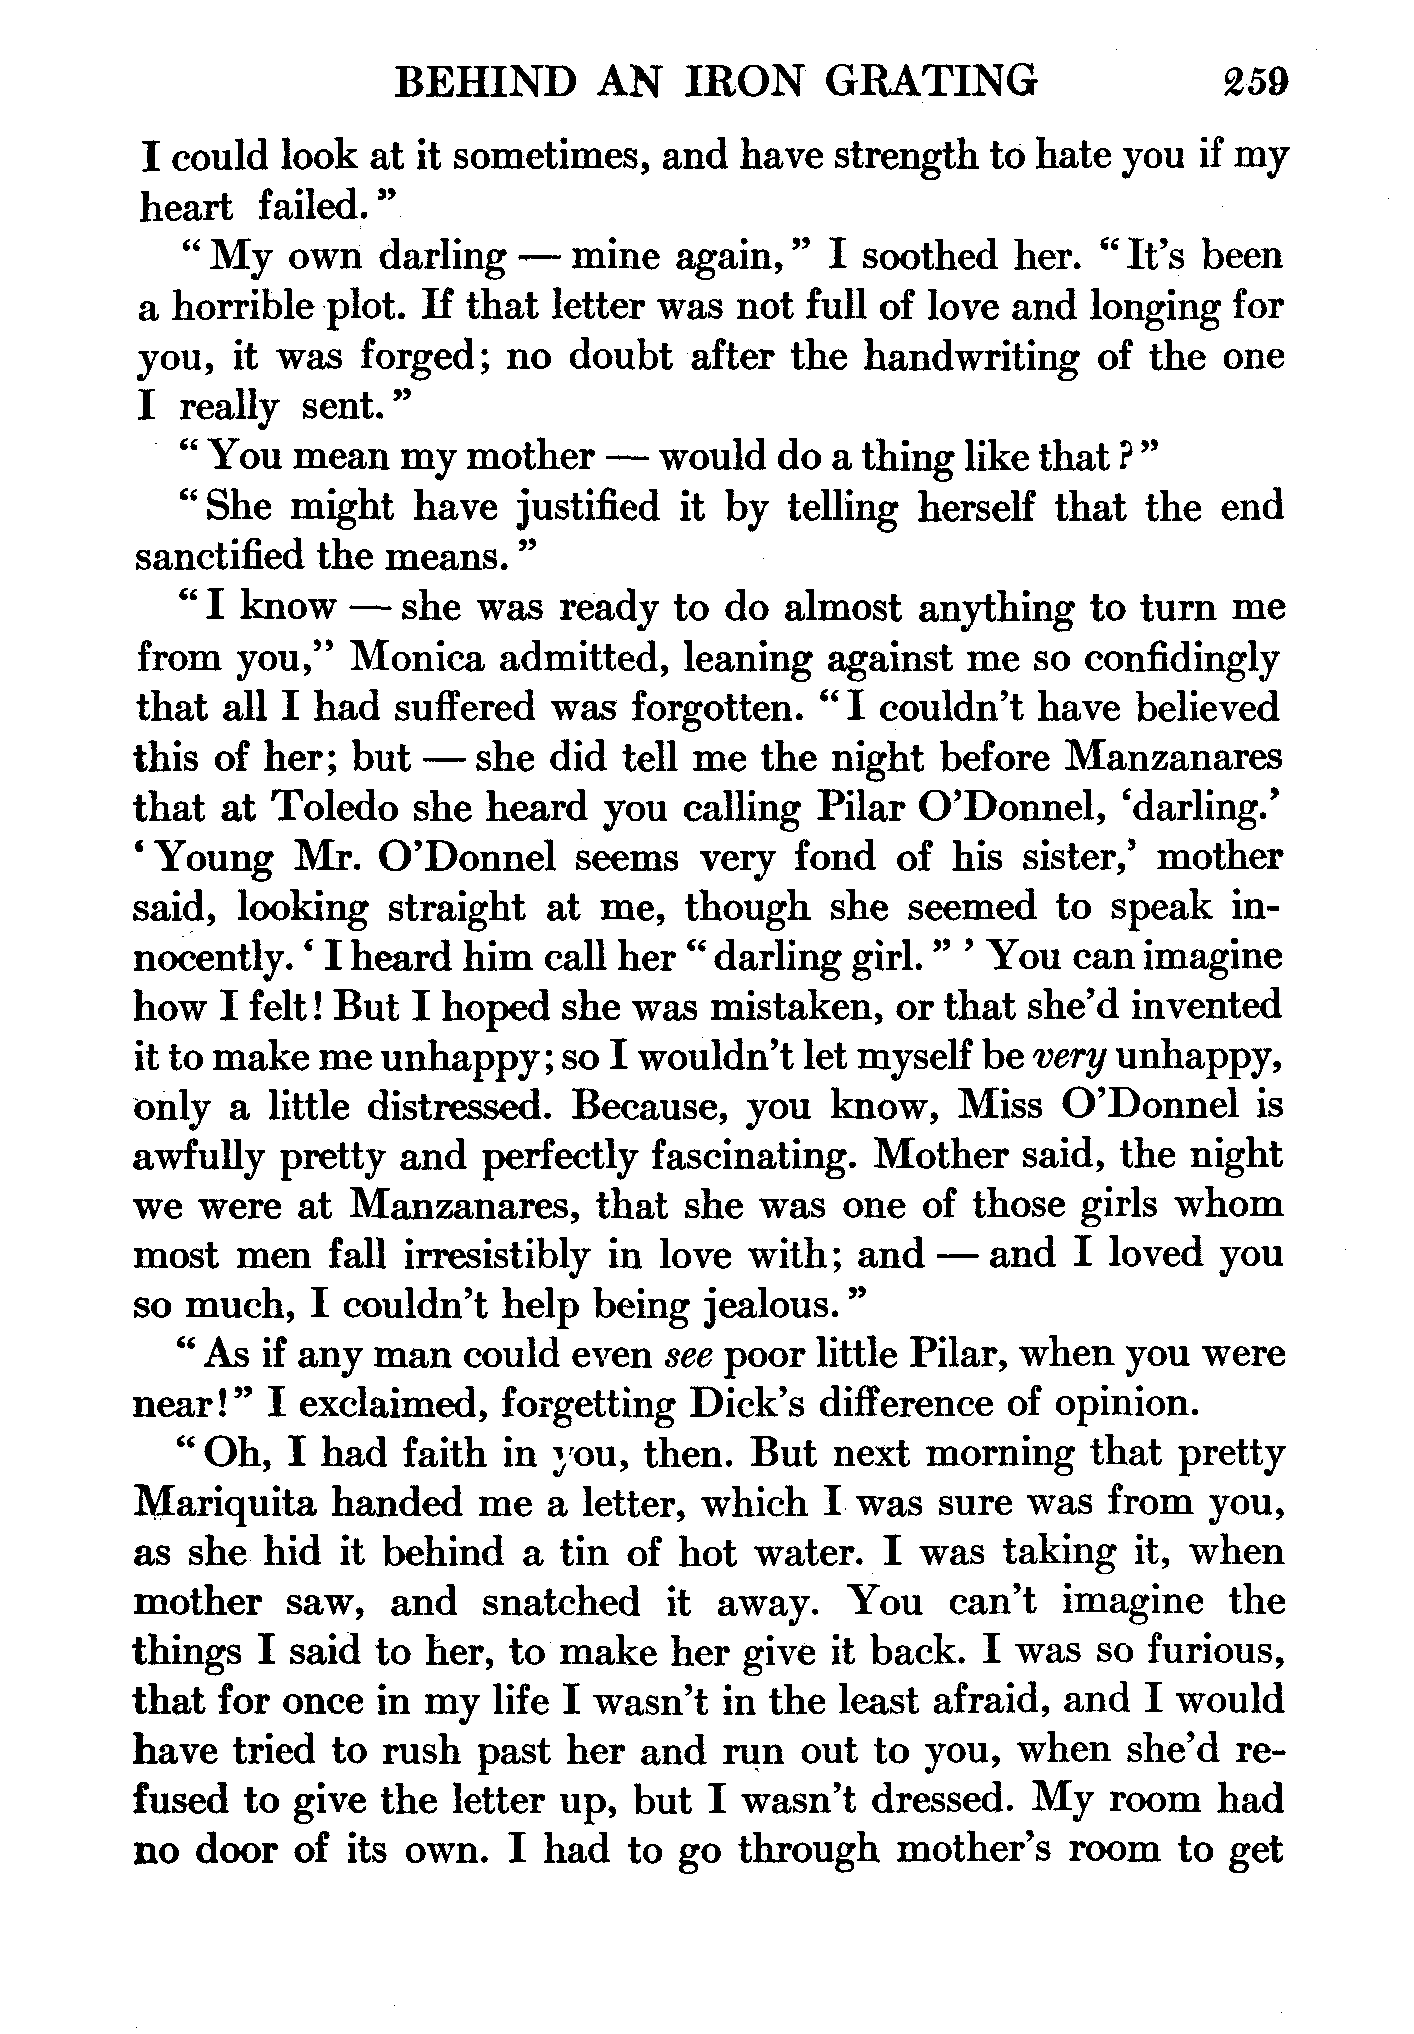 BEHIND AN IRON GRATING 259
I could look at it sometimes, and have strength to hate you if my
heart failed."
"My own darling — mine again," I soothed her. "It's been
a horrible plot. If that letter was not full of love and longing for
you, it was forged; no doubt after the handwriting of the one
I really sent."
"You mean my mother — would do a thing like that?"
"She might have justified it by telling herself that the end
sanctified the means."
"I know — she was ready to do almost anything to turn me
from you," Monica admitted, leaning against me so confidingly
that all I had suffered was forgotten. "I couldn't have believed
this of her; but — she did tell me the night before Manzanares
that at Toledo she heard you calling Pilar O'Donnel, 'darling.'
'Young Mr. O'Donnel seems very fond of his sister,' mother
said, looking straight at me, though she seemed to speak in-
nocently. 'I heard him call her "darling girl."' You can imagine
how I felt! But I hoped she was mistaken, or that she'd invented
it to make me unhappy; so I wouldn't let myself be very unhappy,
only a little distressed. Because, you know, Miss O'Donnel is
awfully pretty and perfectly fascinating. Mother said, the night
we were at Manzanares, that she was one of those girls whom
most men fall irresistibly in love with; and — and I loved you
so much, I couldn't help being jealous."
"As if any man could even see poor little Pilar, when you were
near!" I exclaimed, forgetting Dick's difference of opinion.
"Oh, I had faith in you, then. But next morning that pretty
Mariquita handed me a letter, which I was sure was from you,
as she hid it behind a tin of hot water. I was taking it, when
mother saw, and snatched it away. You can't imagine the
things I said to her, to make her give it back. I was so furious,
that for once in my life I wasn't in the least afraid, and I would
have tried to rush past her and run out to you, when she'd re-
fused to give the letter up, but I wasn't dressed. My room had
no door of its own. I had to go through mother's room to get